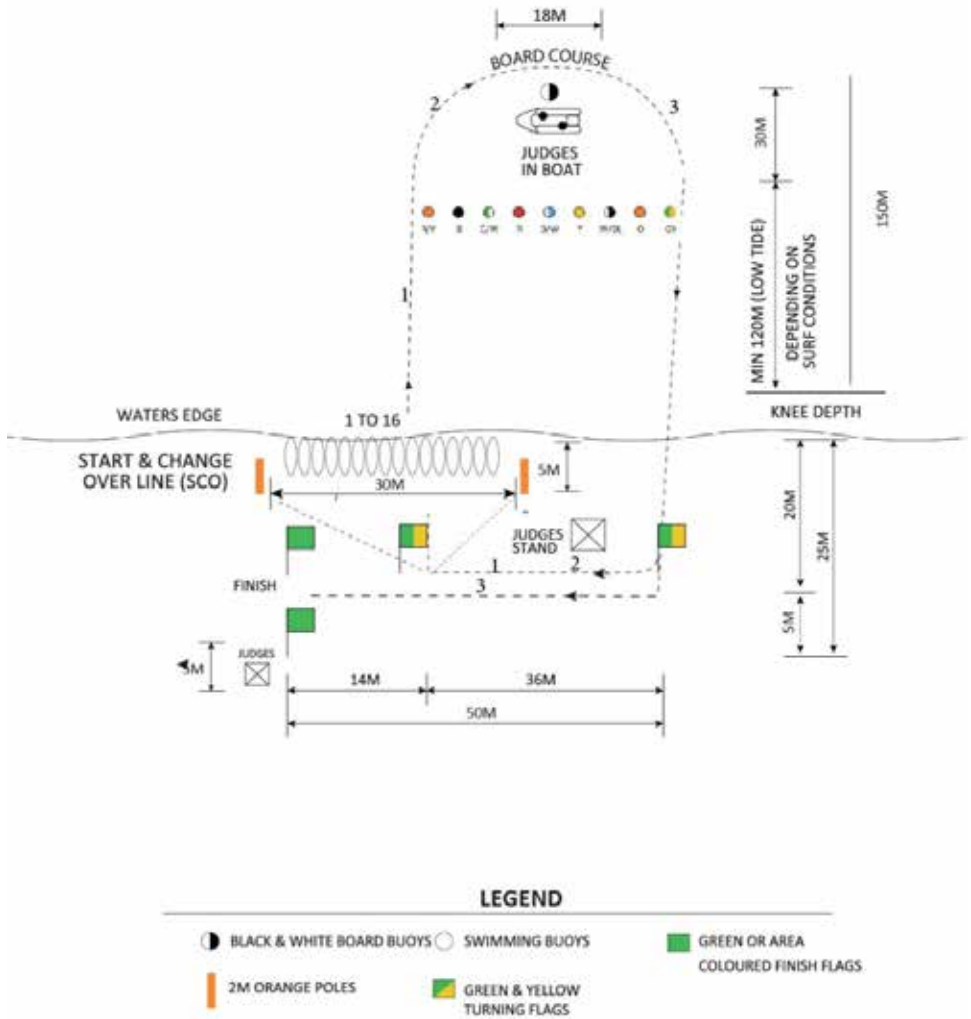 18M
BOARD COURSE
2
3
JUDGES
IN BOAT
30M
150M
B
R
Y
O
1
MIN 120M (LOW TIDE)
DEPENDING ON
SURF CONDITIONS
WATERS EDGE
1 TO 16
KNEE DEPTH
START & CHANGE
OVER LINE (SCO)
5M
30M
20M
25M
JUDGES
STAND
1
2
FINISH
3
5M
JUDGES
5M
14M
36M
50M
LEGEND
BLACK & WHITE BOARD BUOYS
SWIMMING BUOYS
GREEN OR AREA
COLOURED FINISH FLAGS
2M ORANGE POLES
GREEN & YELLOW
TURNING FLAGS